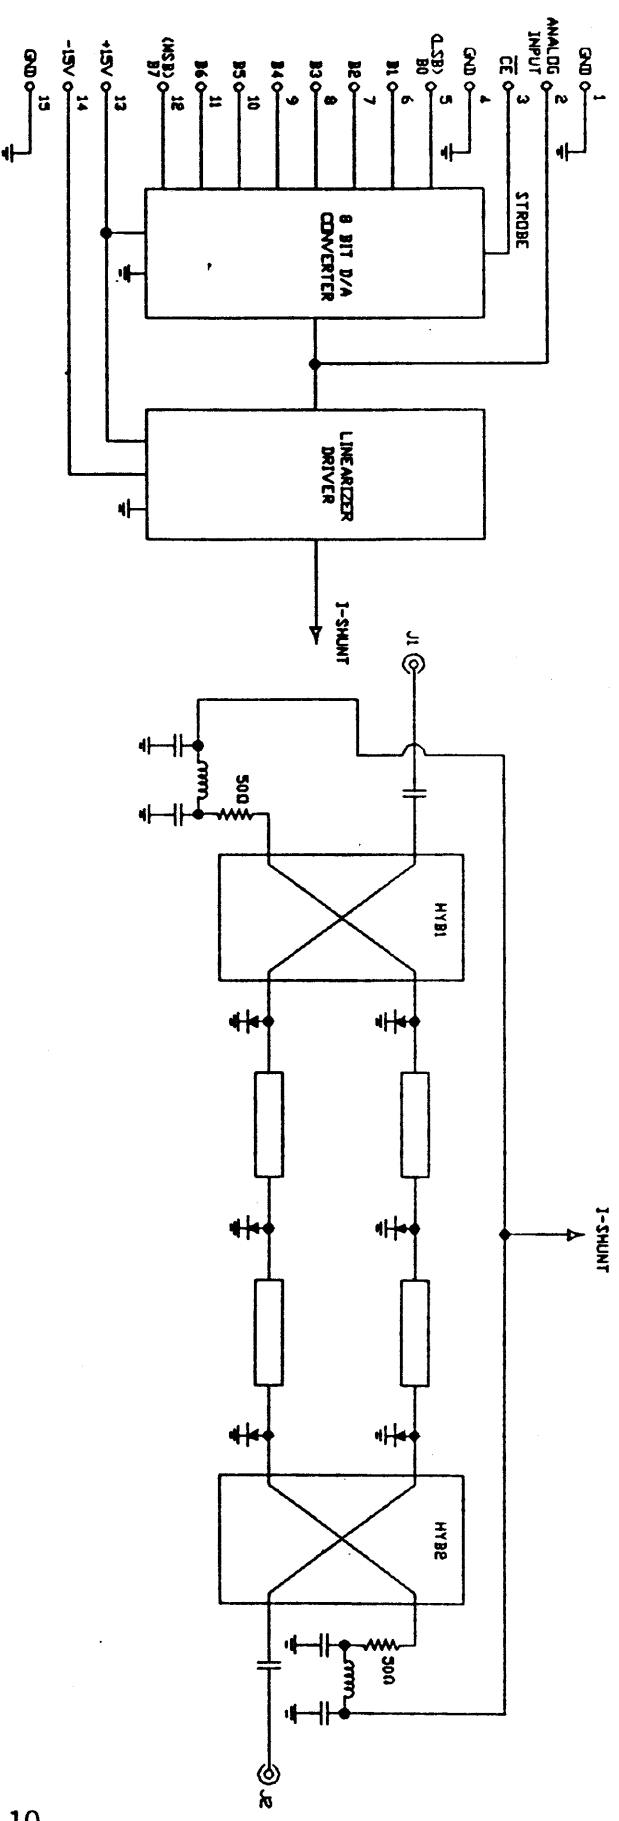 GND 1
ANALOG
INPUT 2
C̅E̅ 3
GND 4
(LSB) B0 5
B1 6
B2 7
B3 8
B4 9
B5 10
B6 11
(MSB)
B7 12
+15V 13
-15V 14
GND 15
STROBE
8 BIT D/A
CONVERTER
LINEARIZER
DRIVER
I-SHUNT
J1
50Ω
HYB1
I-SHUNT
HYB2
50Ω
J2
10